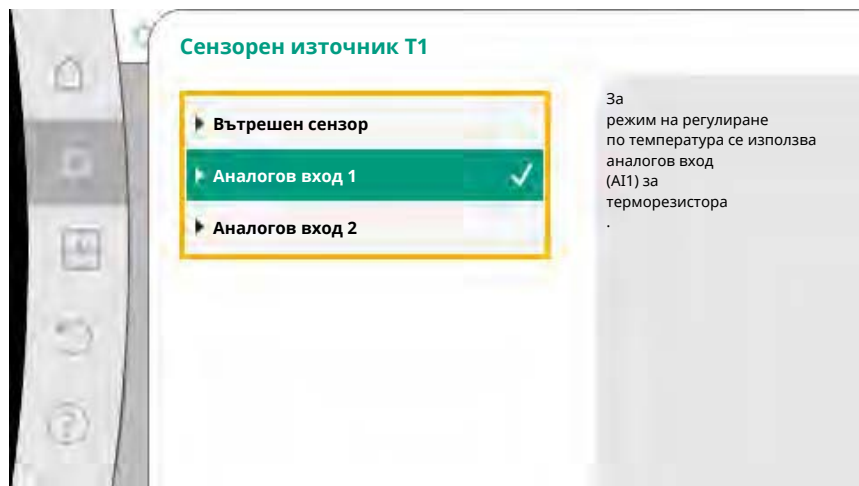 Сензорен източник T1
Вътрешен сензор
Аналогов вход 1
Аналогов вход 2
За
режим на регулиране
по температура се използва
аналогов вход
(AI1) за
терморезистора
.